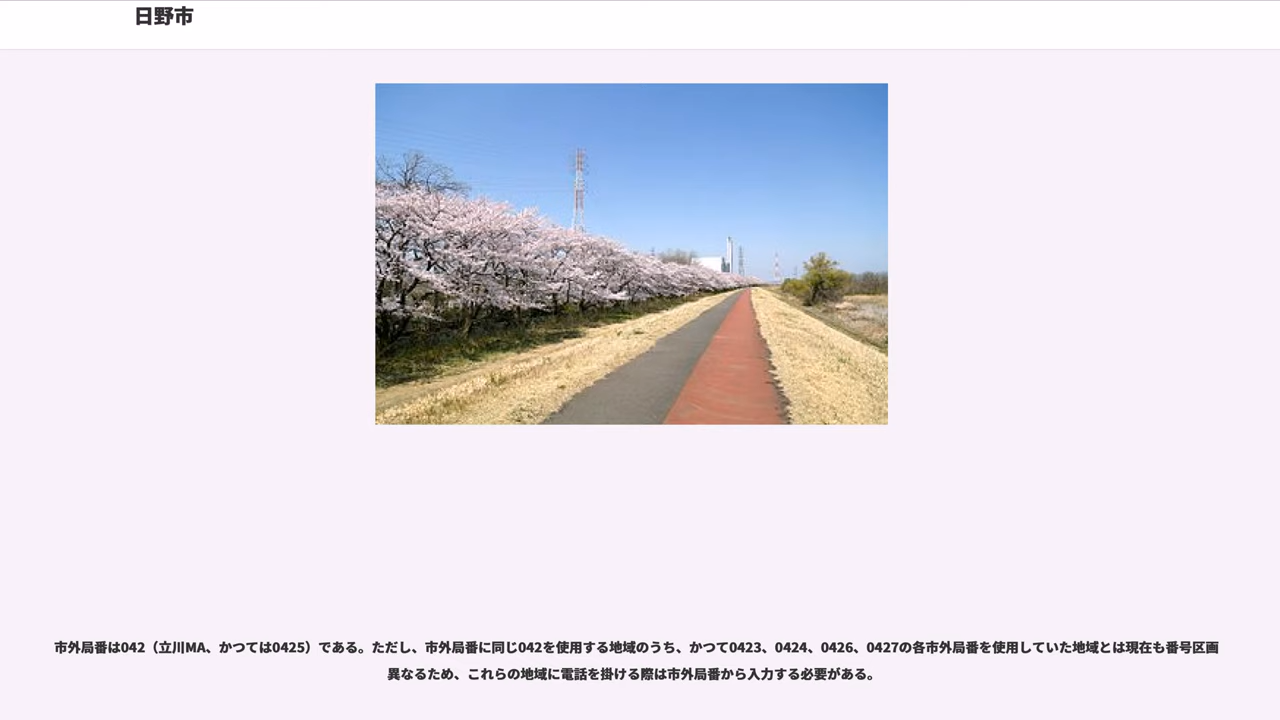 日野市
市外局番は042（立川MA、かつては0425）である。ただし、市外局番に同じ042を使用する地域のうち、かつて0423、0424、0426、0427の各市外局番を使用していた地域とは現在も番号区画
異なるため、これらの地域に電話を掛ける際は市外局番から入力する必要がある。